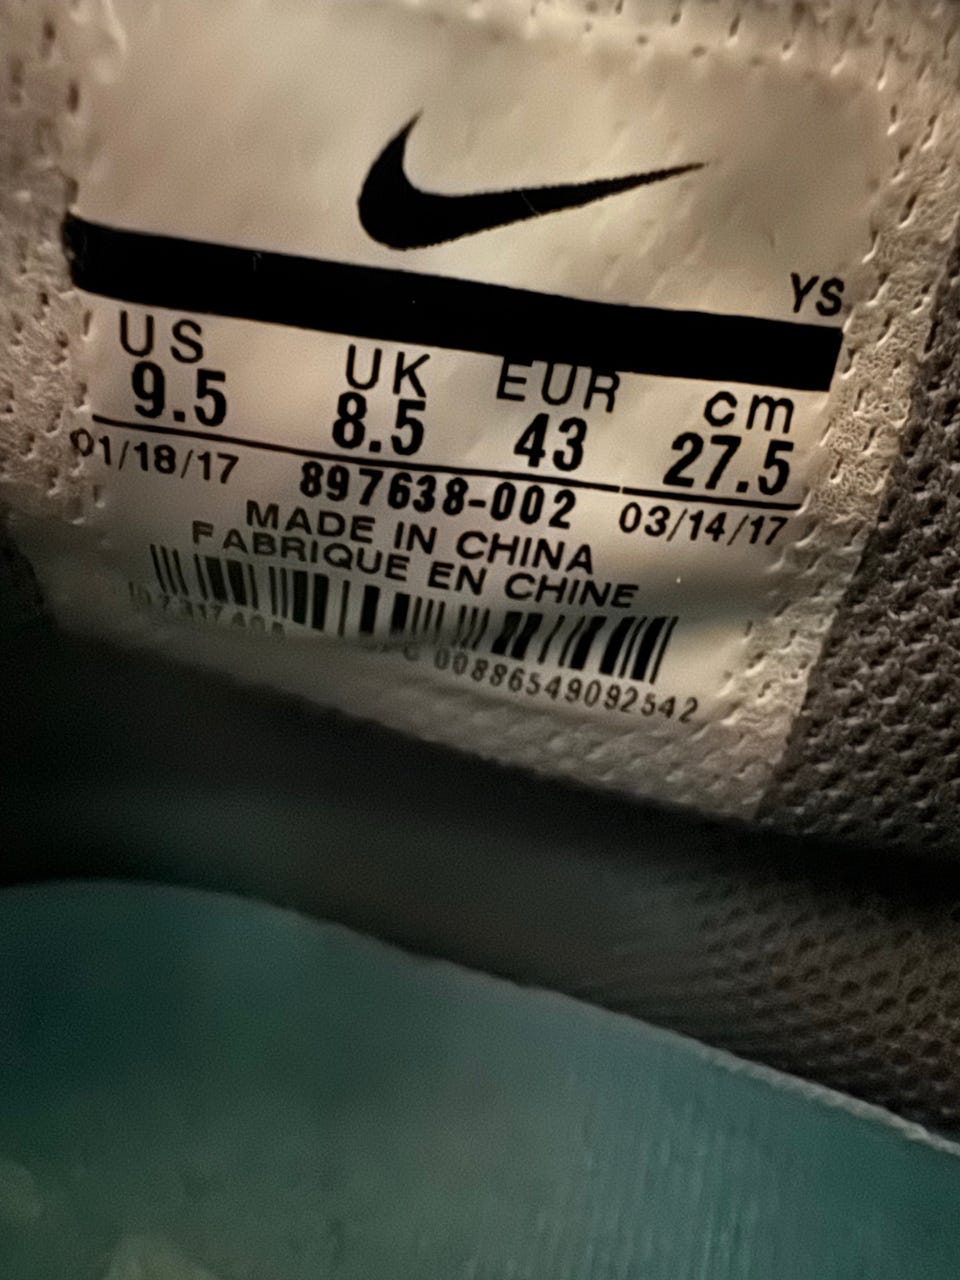 YS
US UK EUR cm
9.5 8.5 43 27.5
01/18/17 897638-002 03/14/17
MADE IN CHINA
FABRIQUE EN CHINE
00886549092542